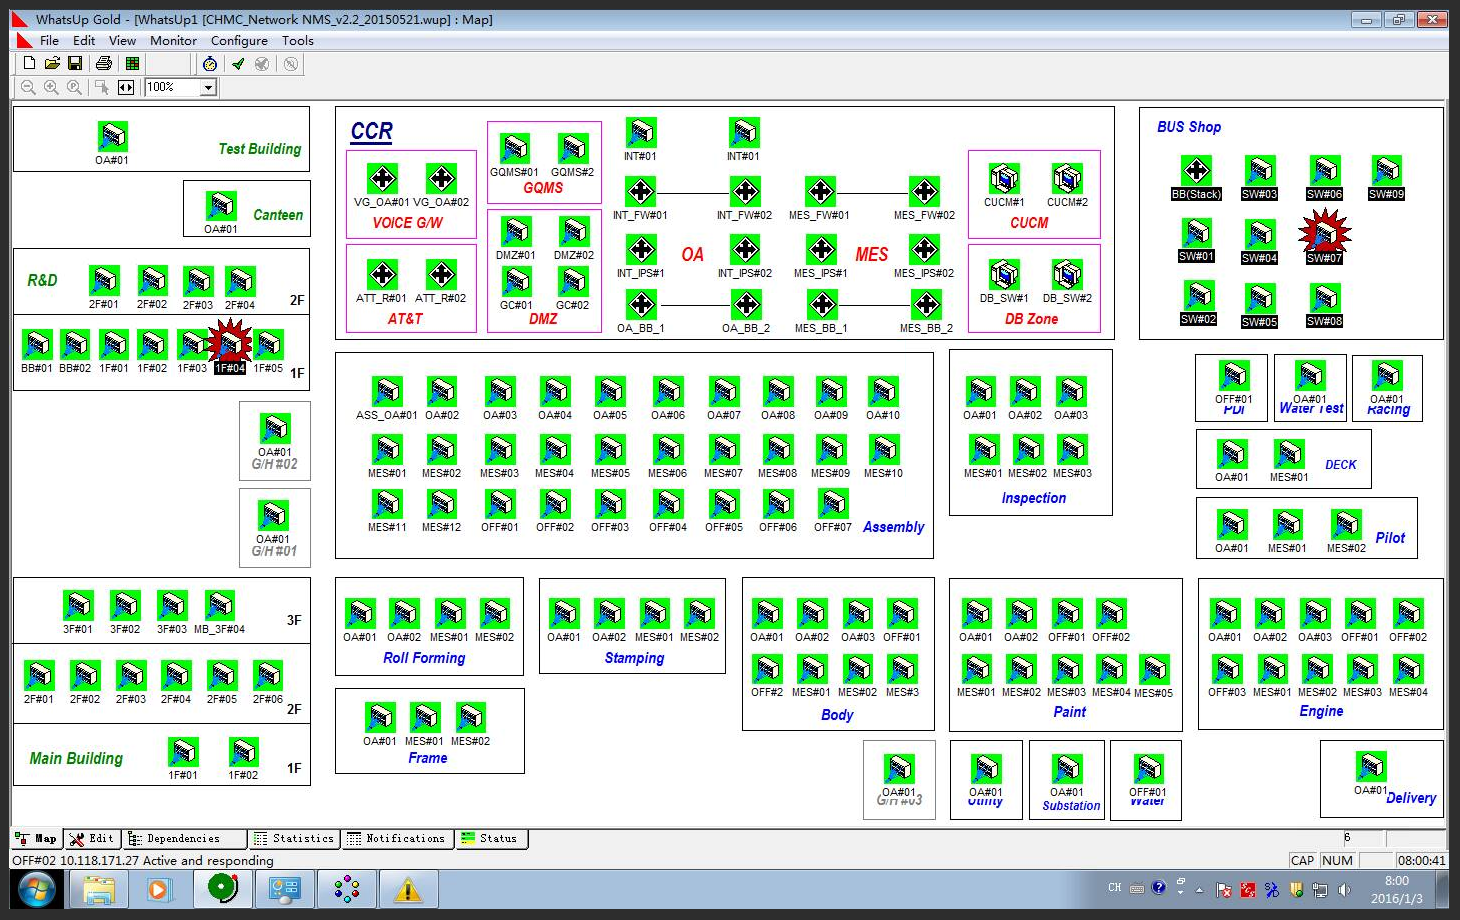 WhatsUp Gold - [WhatsUp1 [CHMC_Network NMS_v2.2_20150521.wup] : Map]
File Edit View Monitor Configure Tools
100%
OA#01
Test Building
OA#01
Canteen
R&D
2F#01 2F#02 2F#03 2F#04
2F
BB#01 BB#02 1F#01 1F#02 1F#03 1F#04 1F#05
1F
OA#01
G/H #02
OA#01
G/H #01
3F#01 3F#02 3F#03 MB_3F#04
3F
2F#01 2F#02 2F#03 2F#04 2F#05 2F#06
2F
Main Building
1F#01 1F#02
1F
CCR
VG_OA#01 VG_OA#02
VOICE G/W
ATT_R#01 ATT_R#02
AT&T
GQMS#01 GQMS#2
GQMS
DMZ#01 DMZ#02
GC#01 GC#02
DMZ
INT#01 INT#01
INT_FW#01 INT_FW#02 MES_FW#01 MES_FW#02
OA MES
INT_IPS#1 INT_IPS#02 MES_IPS#01 MES_IPS#02
OA_BB_1 OA_BB_2 MES_BB_1 MES_BB_2
CUCM#1 CUCM#2
CUCM
DB_SW#1 DB_SW#2
DB Zone
BUS Shop
BB(Stack) SW#03 SW#06 SW#09
SW#01 SW#04 SW#07
SW#02 SW#05 SW#08
ASS_OA#01 OA#02 OA#03 OA#04 OA#05 OA#06 OA#07 OA#08 OA#09 OA#10
MES#01 MES#02 MES#03 MES#04 MES#05 MES#06 MES#07 MES#08 MES#09 MES#10
MES#11 MES#12 OFF#01 OFF#02 OFF#03 OFF#04 OFF#05 OFF#06 OFF#07
Assembly
OA#01 OA#02 OA#03
MES#01 MES#02 MES#03
Inspection
OFF#01
PDI
OA#01
Water Test
OA#01
Racing
OA#01 MES#01
DECK
OA#01 MES#01 MES#02
Pilot
OA#01 OA#02 MES#01 MES#02
Roll Forming
OA#01 OA#02 MES#01 MES#02
Stamping
OA#01 OA#02 OA#03 OFF#01
OFF#2 MES#01 MES#02 MES#3
Body
OA#01 OA#02 OFF#01 OFF#02
MES#01 MES#02 MES#03 MES#04 MES#05
Paint
OA#01 OA#02 OA#03 OFF#01 OFF#02
OFF#03 MES#01 MES#02 MES#03 MES#04
Engine
OA#01 MES#01 MES#02
Frame
OA#01
G/H #03
OA#01
Utility
OA#01
Substation
OFF#01
Water
OA#01
Delivery
Map Edit Dependencies Statistics Notifications Status
6
OFF#02 10.118.171.27 Active and responding
CAP NUM 08:00:41
CH
8:00
2016/1/3